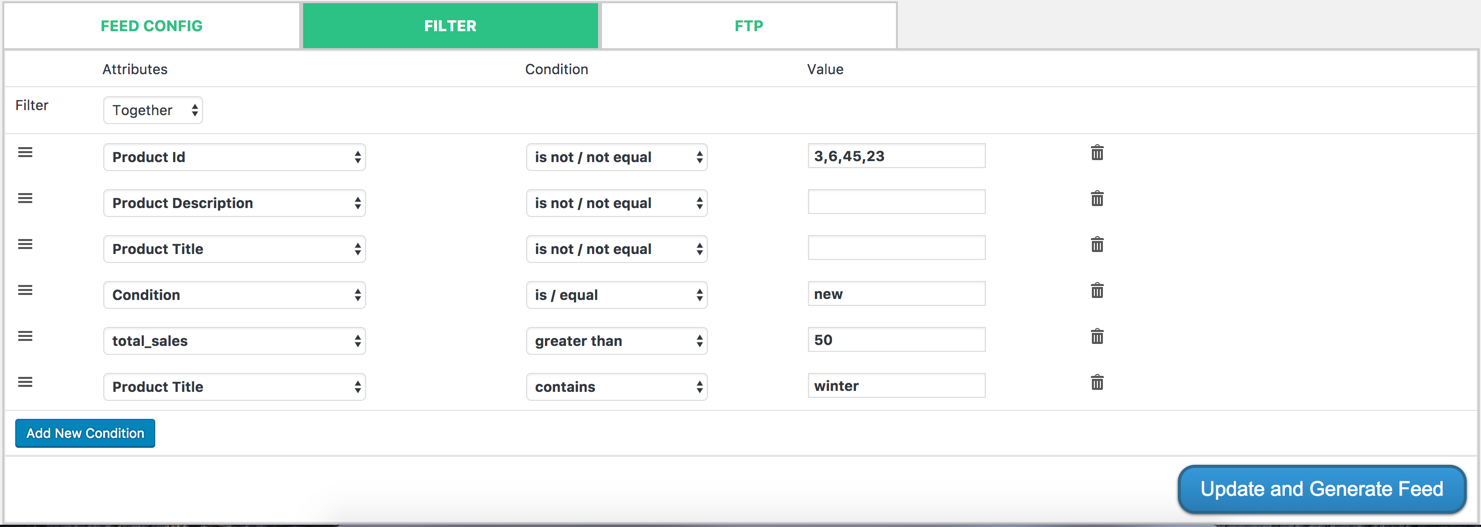 FEED CONFIG FILTER FTP
Attributes Condition Value
Filter Together
Product Id is not / not equal 3,6,45,23
Product Description is not / not equal
Product Title is not / not equal
Condition is / equal new
total_sales greater than 50
Product Title contains winter
Add New Condition
Update and Generate Feed